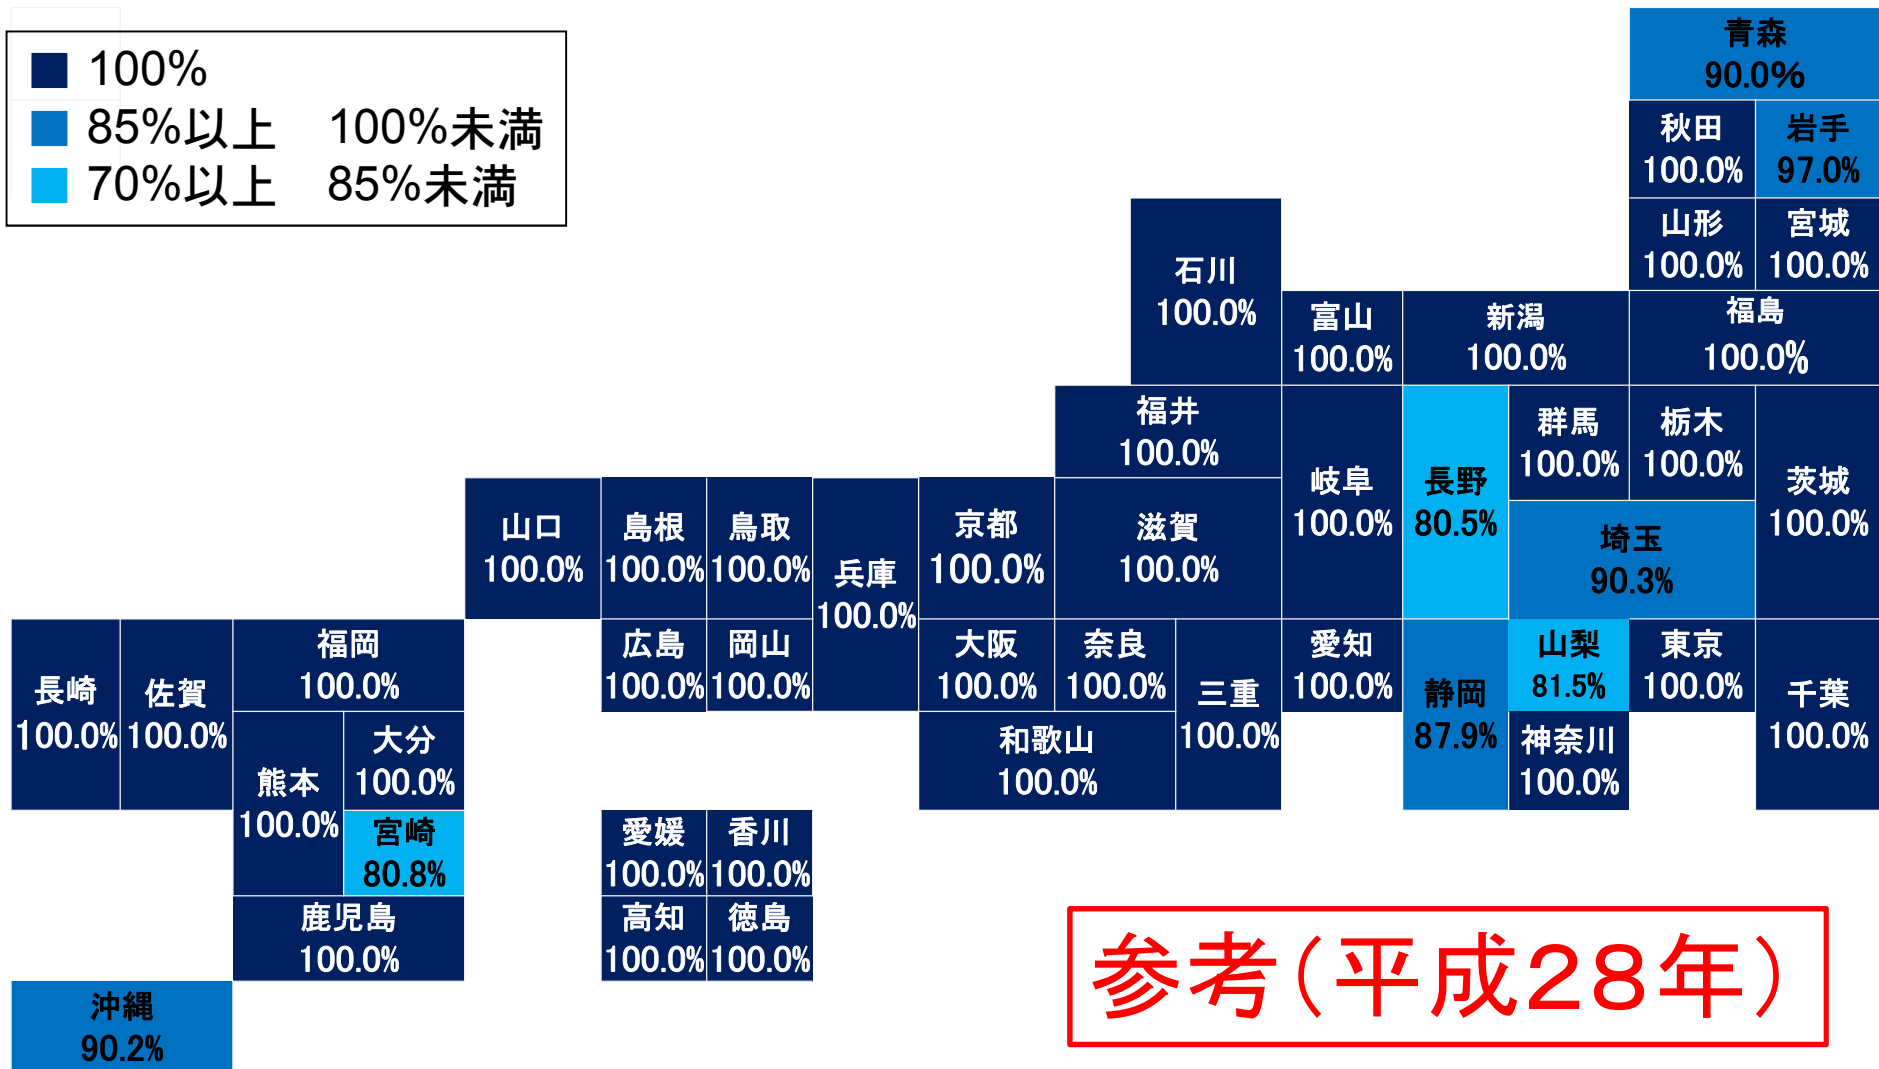 100%
85%以上　100%未満
70%以上　85%未満
青森
90.0%
秋田
100.0%
岩手
97.0%
山形
100.0%
宮城
100.0%
石川
100.0%
富山
100.0%
新潟
100.0%
福島
100.0%
福井
100.0%
岐阜
100.0%
長野
80.5%
群馬
100.0%
栃木
100.0%
茨城
100.0%
山口
100.0%
島根
100.0%
鳥取
100.0%
兵庫
100.0%
京都
100.0%
滋賀
100.0%
埼玉
90.3%
長崎
100.0%
佐賀
100.0%
福岡
100.0%
広島
100.0%
岡山
100.0%
大阪
100.0%
奈良
100.0%
三重
100.0%
愛知
100.0%
静岡
87.9%
山梨
81.5%
東京
100.0%
千葉
100.0%
熊本
100.0%
大分
100.0%
和歌山
100.0%
神奈川
100.0%
宮崎
80.8%
愛媛
100.0%
香川
100.0%
鹿児島
100.0%
高知
100.0%
徳島
100.0%
沖縄
90.2%
参考（平成２８年）